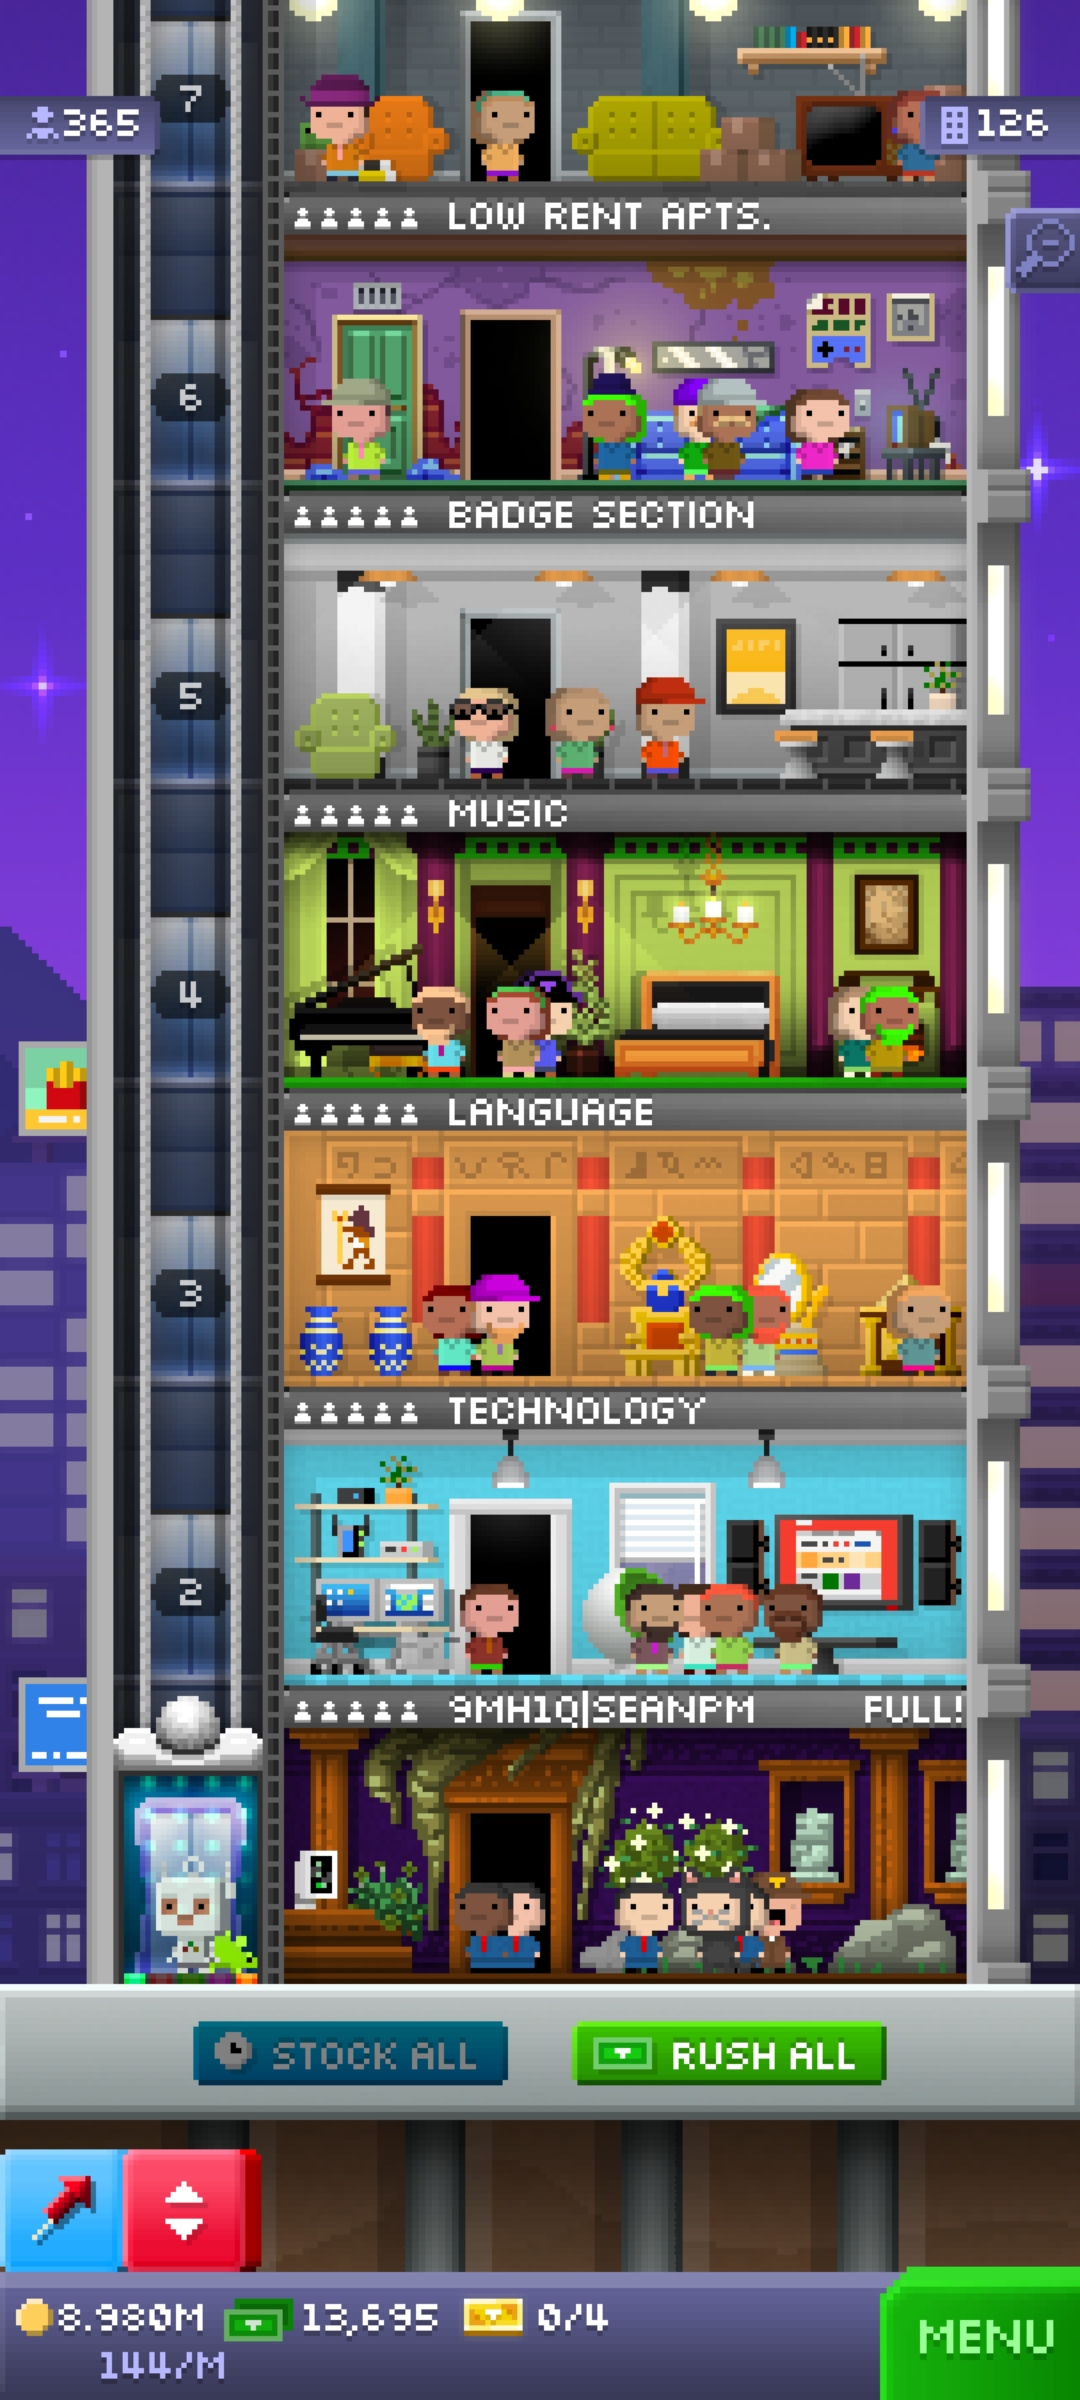 7
365
126
LOW RENT APTS.
6
BADGE SECTION
5
MUSIC
4
LANGUAGE
3
TECHNOLOGY
2
9MH1Q|SEANPM FULL!
STOCK ALL
RUSH ALL
8.980M 13,695 0/4
144/M
MENU